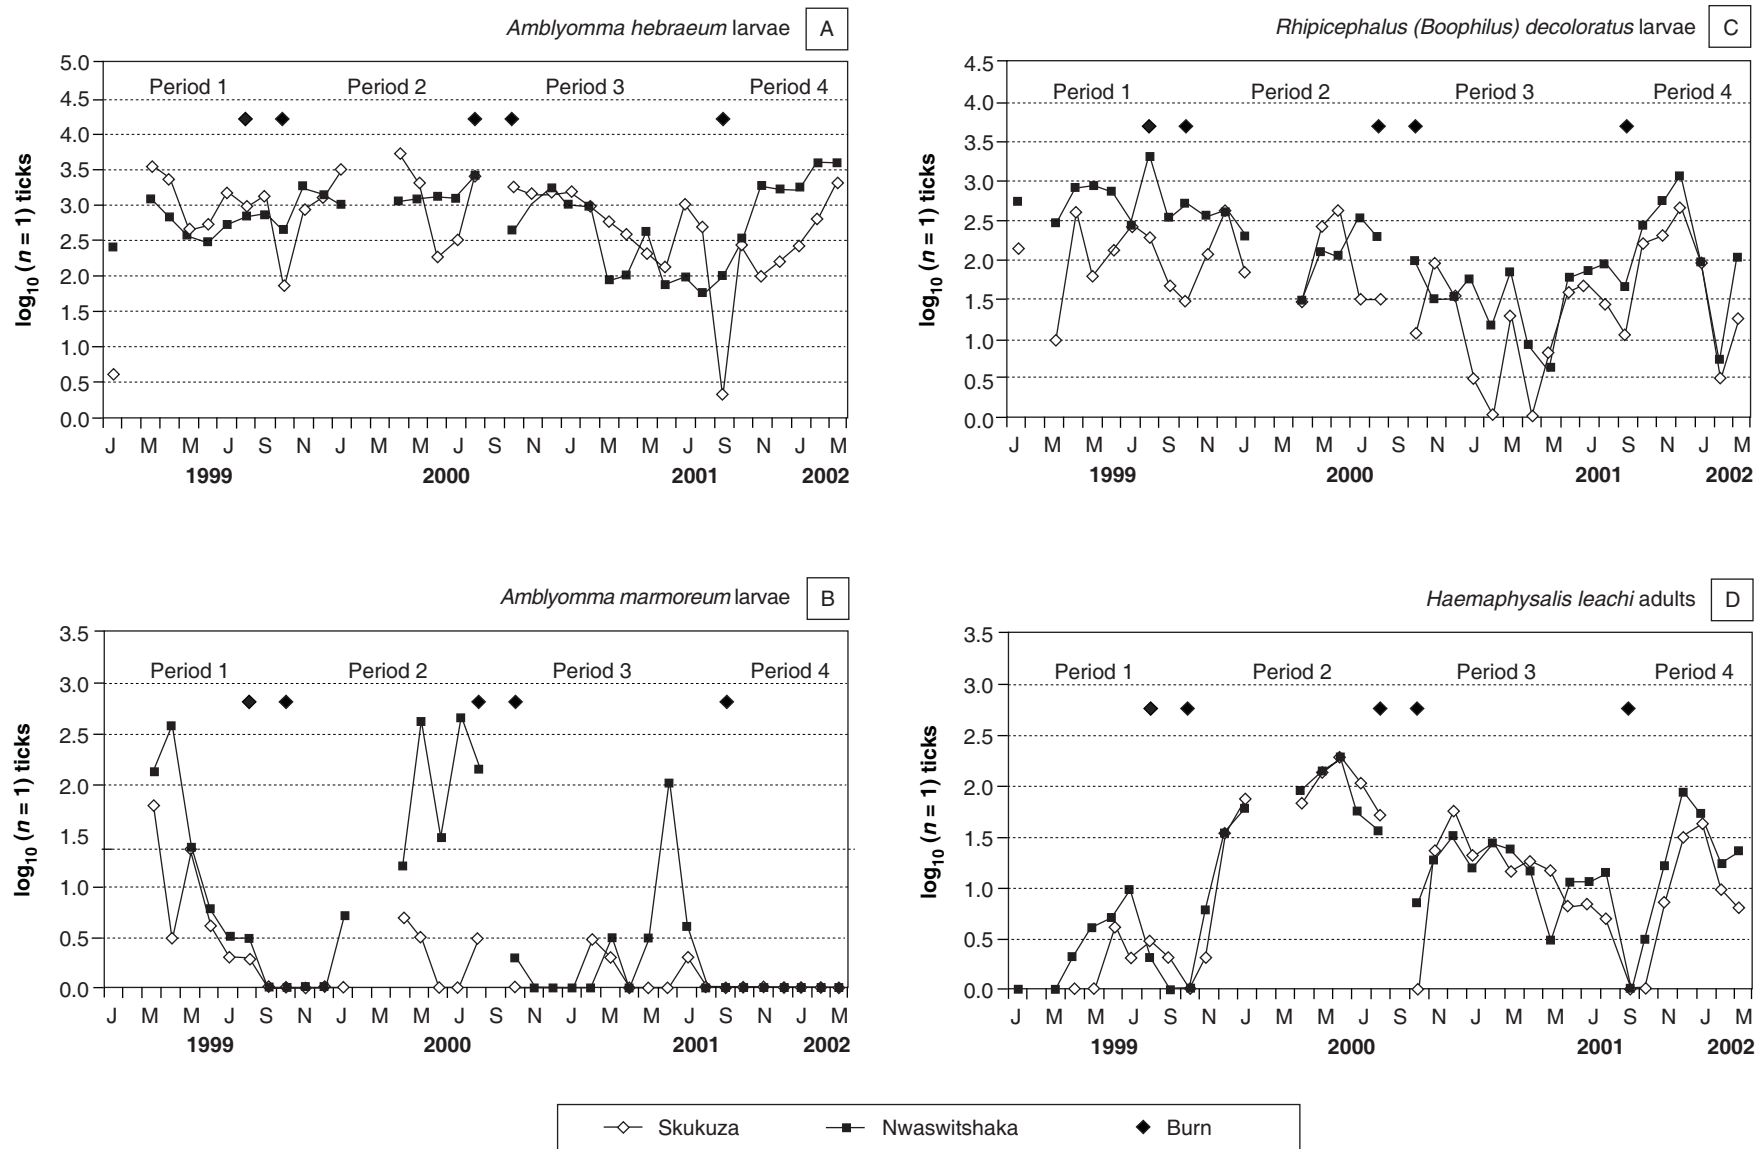 Amblyomma hebraeum larvae A
5.0
4.5
4.0
3.5
3.0
2.5
2.0
1.5
1.0
0.5
0.0
log10 (n = 1) ticks
Period 1 Period 2 Period 3 Period 4
J M M J S N J M M J S N J M M J S N J M
1999 2000 2001 2002
Rhipicephalus (Boophilus) decoloratus larvae C
4.5
4.0
3.5
3.0
2.5
2.0
1.5
1.0
0.5
0.0
log10 (n = 1) ticks
Period 1 Period 2 Period 3 Period 4
J M M J S N J M M J S N J M M J S N J M
1999 2000 2001 2002
Amblyomma marmoreum larvae B
3.5
3.0
2.5
2.0
1.5
1.0
0.5
0.0
log10 (n = 1) ticks
Period 1 Period 2 Period 3 Period 4
J M M J S N J M M J S N J M M J S N J M
1999 2000 2001 2002
Haemaphysalis leachi adults D
3.5
3.0
2.5
2.0
1.5
1.0
0.5
0.0
log10 (n = 1) ticks
Period 1 Period 2 Period 3 Period 4
J M M J S N J M M J S N J M M J S N J M
1999 2000 2001 2002
Skukuza Nwaswitshaka Burn